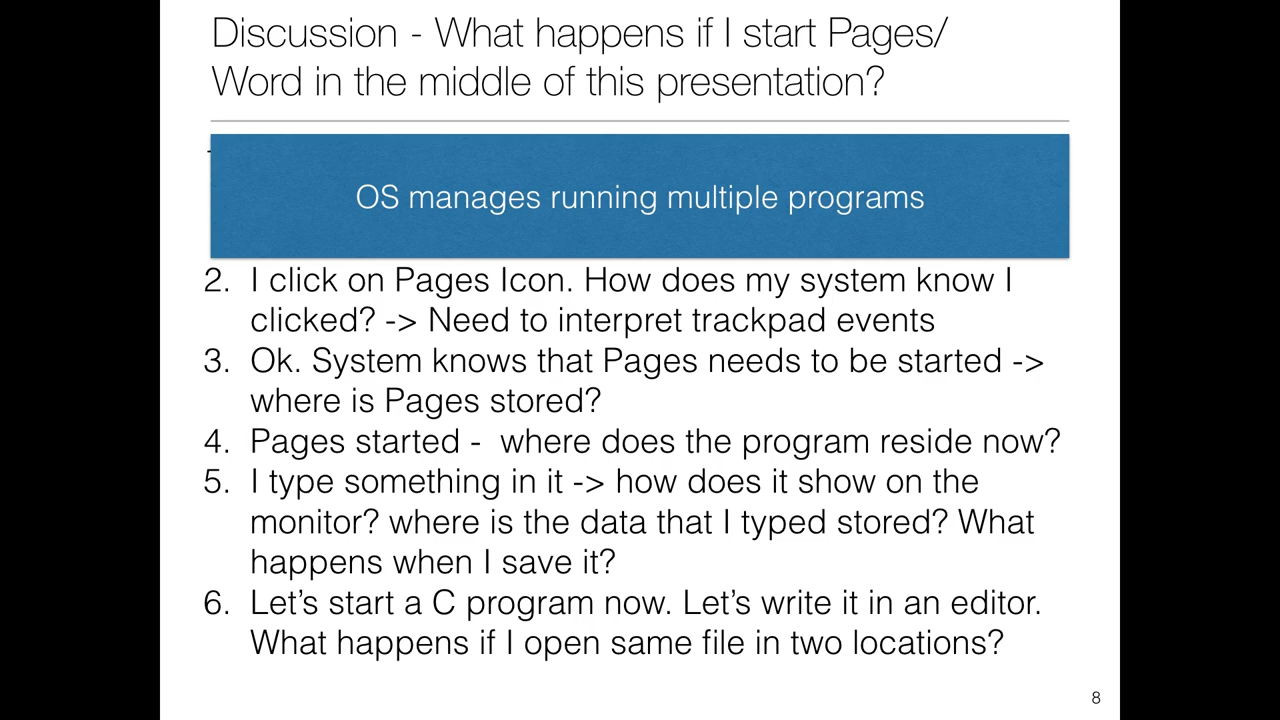 Discussion - What happens if I start Pages/
Word in the middle of this presentation?
OS manages running multiple programs
2. I click on Pages Icon. How does my system know I
clicked? -> Need to interpret trackpad events
3. Ok. System knows that Pages needs to be started ->
where is Pages stored?
4. Pages started -  where does the program reside now?
5. I type something in it -> how does it show on the
monitor? where is the data that I typed stored? What
happens when I save it?
6. Let’s start a C program now. Let’s write it in an editor.
What happens if I open same file in two locations?
8